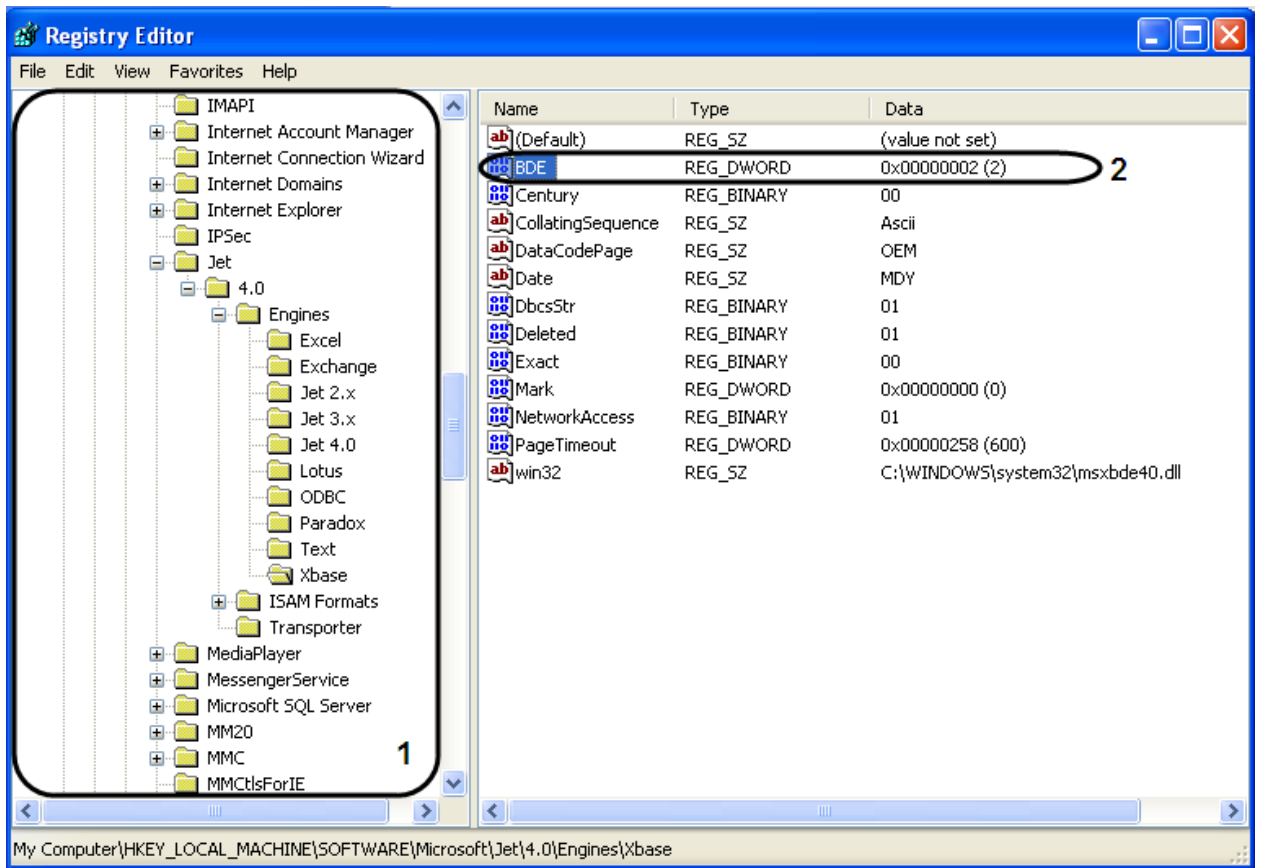 Registry Editor
File Edit View Favorites Help
IMAPI
Internet Account Manager
Internet Connection Wizard
Internet Domains
Internet Explorer
IPSec
Jet
4.0
Engines
Excel
Exchange
Jet 2.x
Jet 3.x
Jet 4.0
Lotus
ODBC
Paradox
Text
Xbase
ISAM Formats
Transporter
MediaPlayer
MessengerService
Microsoft SQL Server
MM20
MMC
MMCtlsForIE
1
Name Type Data
(Default) REG_SZ (value not set)
BDE REG_DWORD 0x00000002 (2) 2
Century REG_BINARY 00
CollatingSequence REG_SZ Ascii
DataCodePage REG_SZ OEM
Date REG_SZ MDY
DbcsStr REG_BINARY 01
Deleted REG_BINARY 01
Exact REG_BINARY 00
Mark REG_DWORD 0x00000000 (0)
NetworkAccess REG_BINARY 01
PageTimeout REG_DWORD 0x00000258 (600)
win32 REG_SZ C:\WINDOWS\system32\msxbde40.dll
My Computer\HKEY_LOCAL_MACHINE\SOFTWARE\Microsoft\Jet\4.0\Engines\Xbase